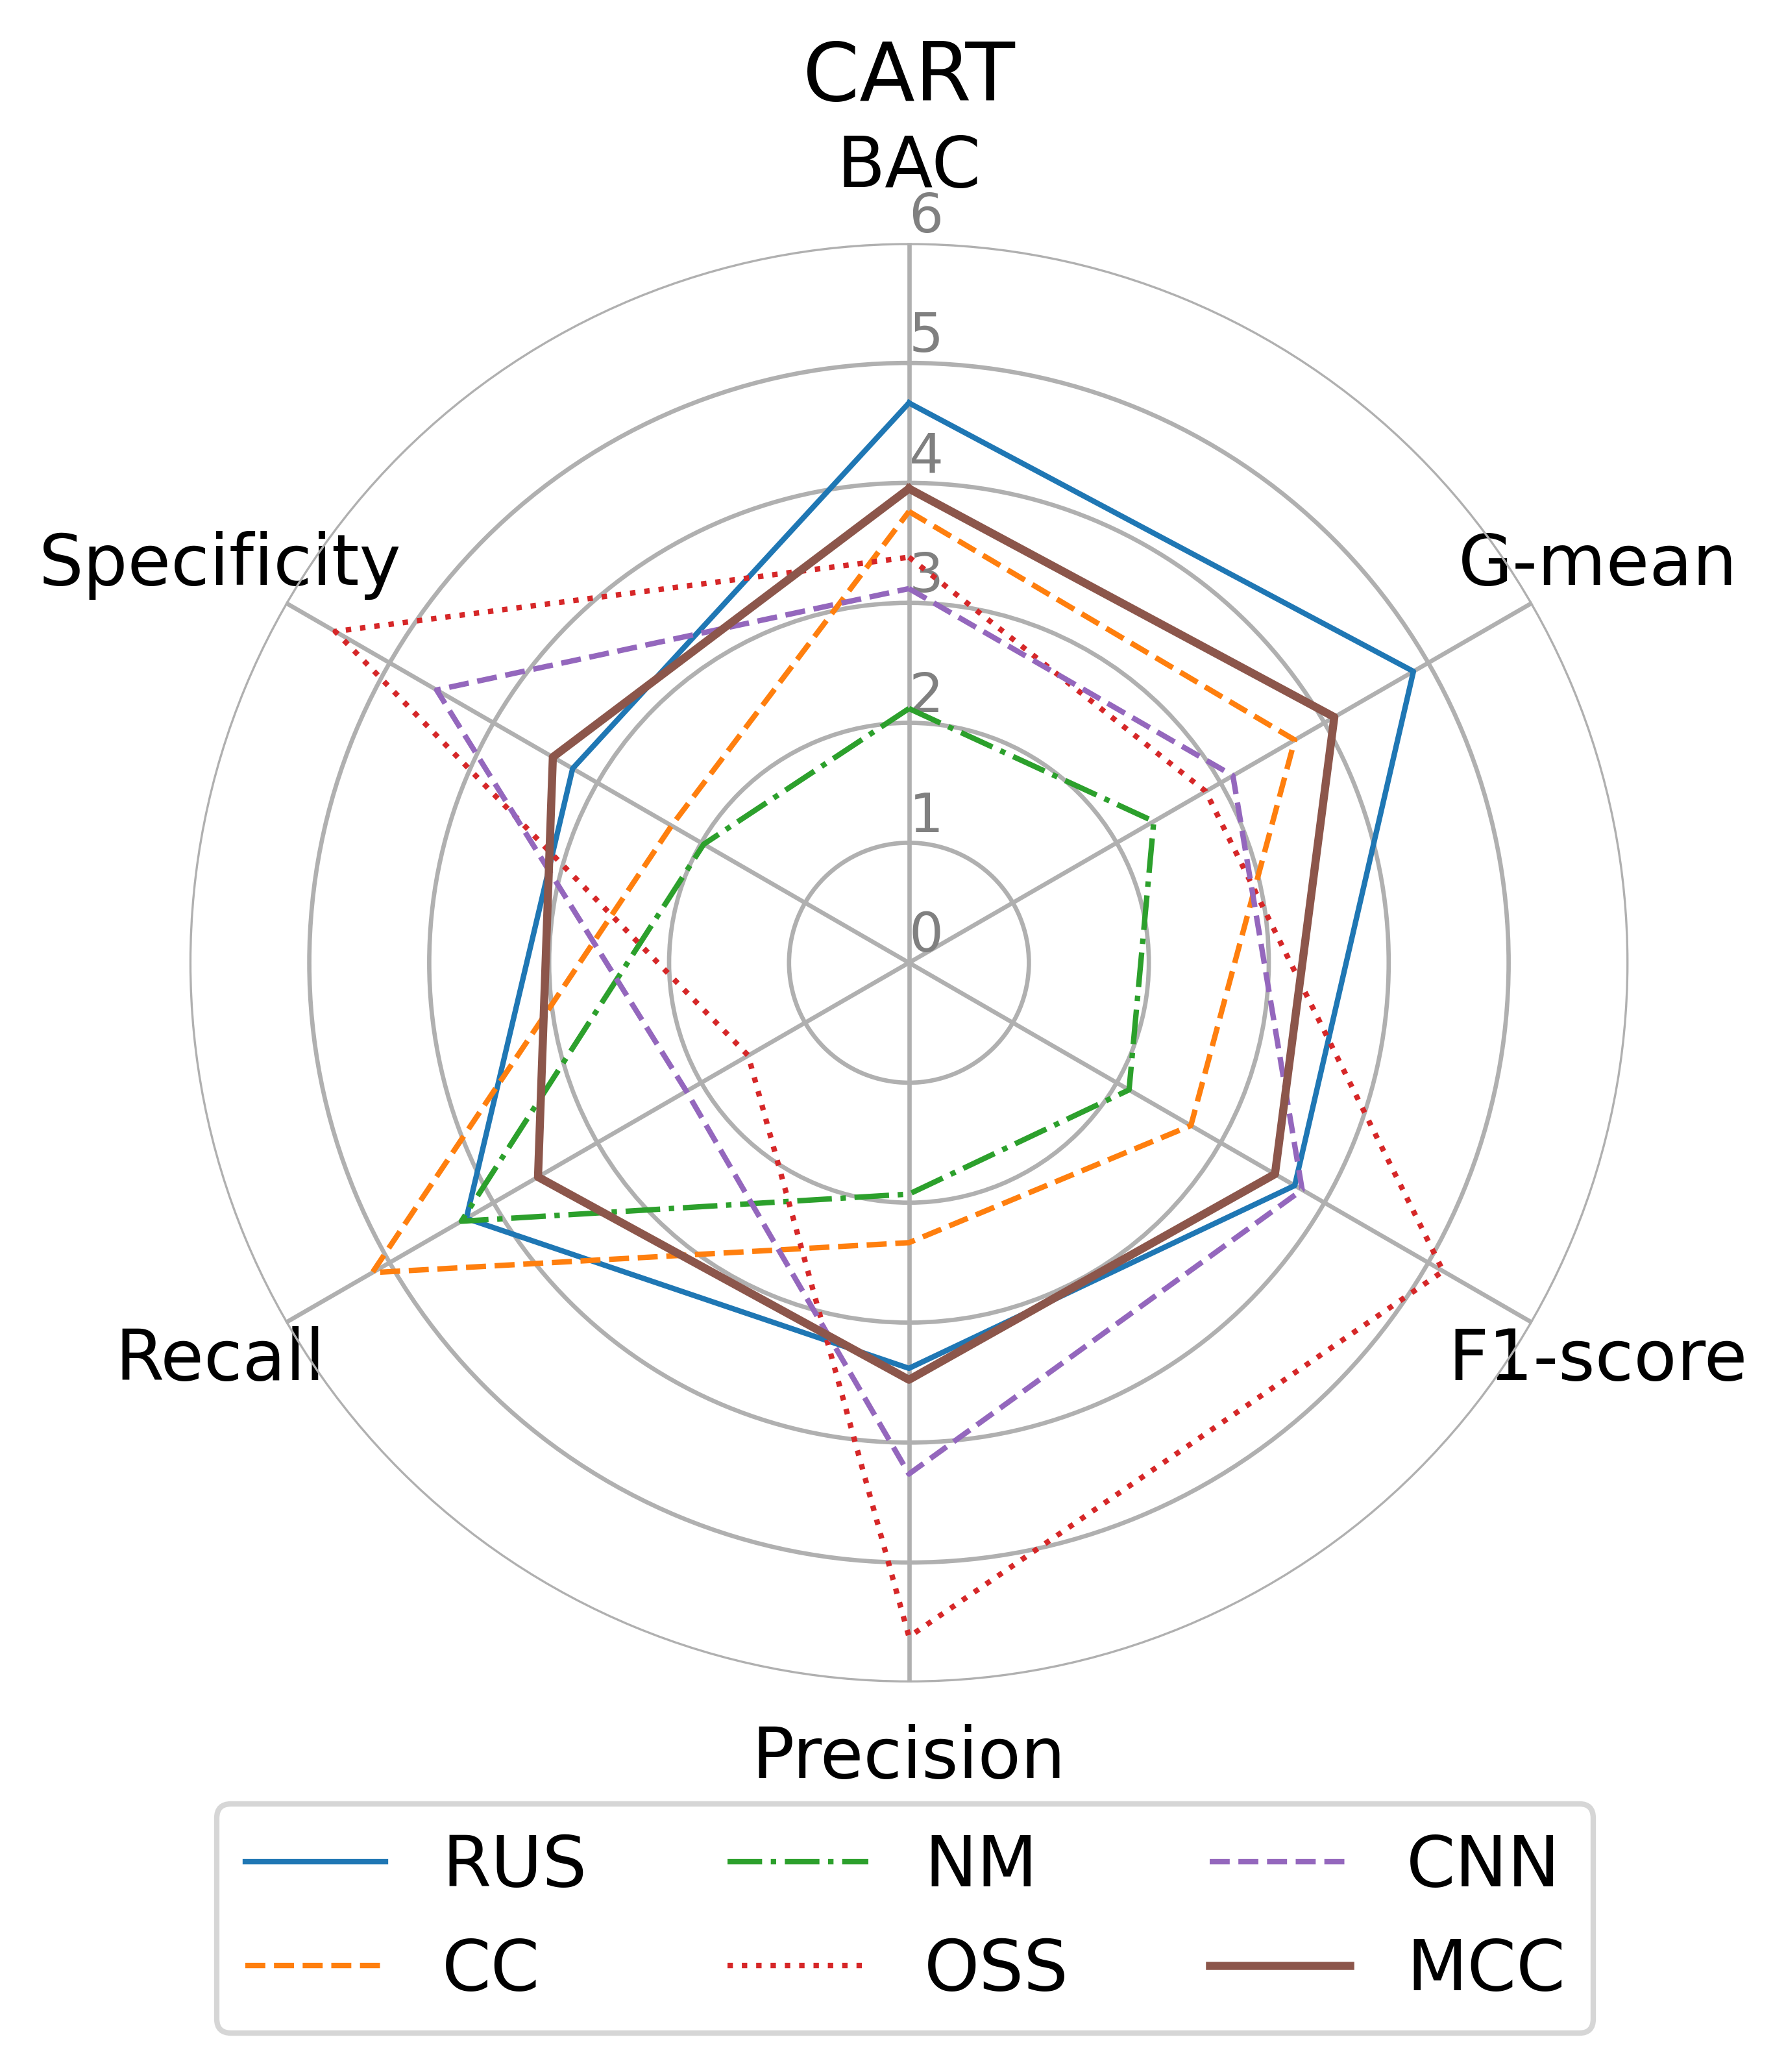 CART
BAC
6
5
4
Specificity
G-mean
3
2
1
0
Recall
F1-score
Precision
RUS NM CNN
CC OSS MCC